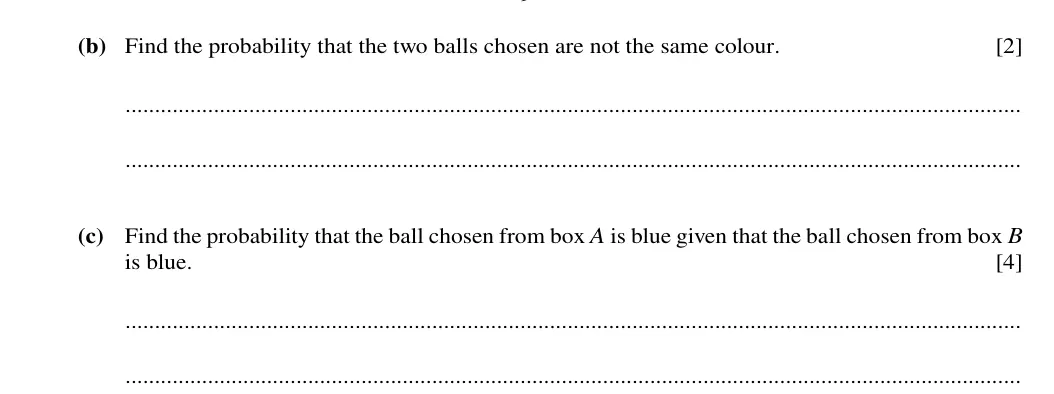 (b) Find the probability that the two balls chosen are not the same colour. [2]
....................................................................................................................................................
....................................................................................................................................................
(c) Find the probability that the ball chosen from box A is blue given that the ball chosen from box B
is blue. [4]
....................................................................................................................................................
....................................................................................................................................................